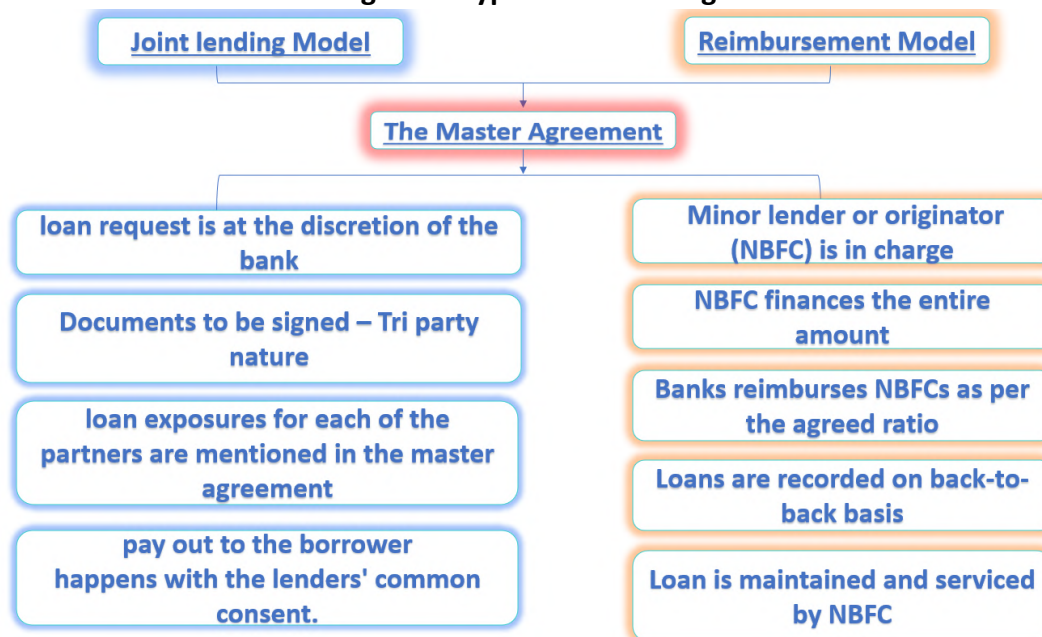 Joint lending Model
Reimbursement Model
The Master Agreement
loan request is at the discretion of the
bank
Documents to be signed – Tri party
nature
loan exposures for each of the
partners are mentioned in the master
agreement
pay out to the borrower
happens with the lenders' common
consent.
Minor lender or originator
(NBFC) is in charge
NBFC finances the entire
amount
Banks reimburses NBFCs as per
the agreed ratio
Loans are recorded on back-to-
back basis
Loan is maintained and serviced
by NBFC